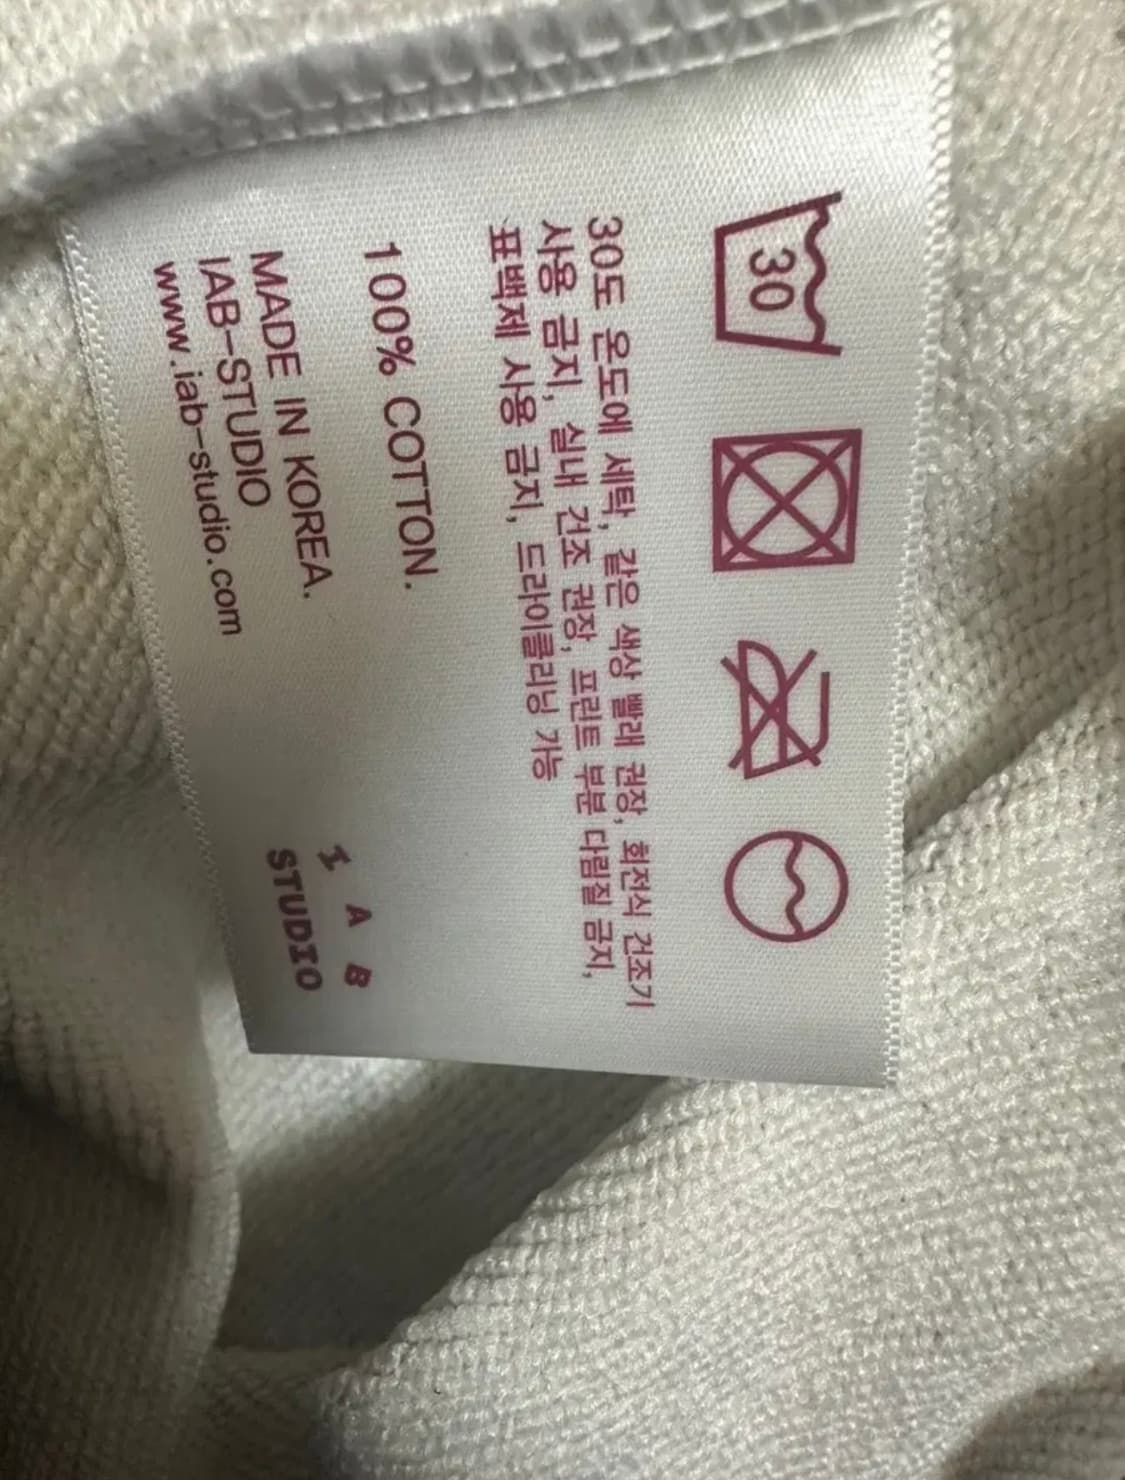 30
30도 온도에 세탁, 같은 색상 빨래 권장, 회전식 건조기
사용 금지, 실내 건조 권장, 프린트 부분 다림질 금지,
표백제 사용 금지, 드라이클리닝 가능
100% COTTON.
MADE IN KOREA.
IAB-STUDIO
www.iab-studio.com
I A B
STUDIO